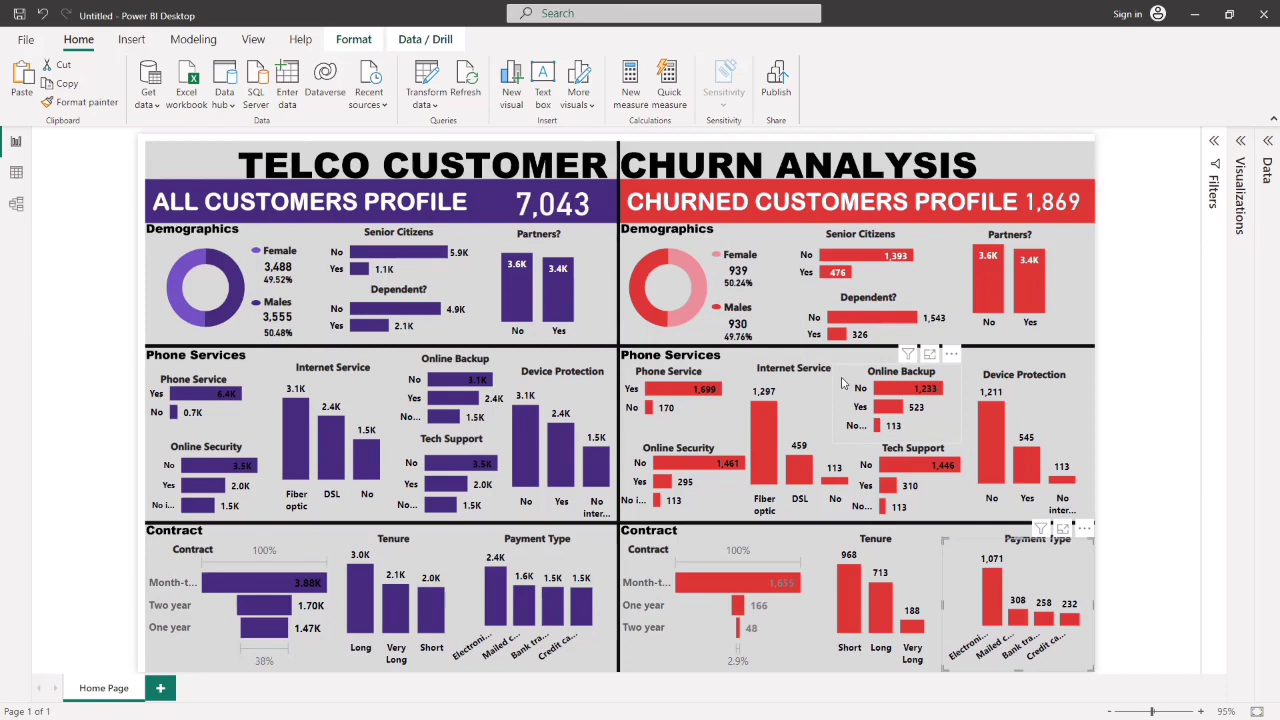 Untitled - Power BI Desktop
Search
Sign in
File Home Insert Modeling View Help Format Data / Drill
Paste
Cut
Copy
Format painter
Clipboard
Get data
Excel workbook
Data hub
SQL Server
Enter data
Dataverse
Recent sources
Data
Transform data
Refresh
Queries
New visual
Text box
More visuals
Insert
New measure
Quick measure
Calculations
Sensitivity
Sensitivity
Publish
Share
Filters
Visualizations
Data
TELCO CUSTOMER CHURN ANALYSIS
ALL CUSTOMERS PROFILE 7,043
Demographics
Female
3,488
49.52%
Males
3,555
50.48%
Senior Citizens
No 5.9K
Yes 1.1K
Dependent?
No 4.9K
Yes 2.1K
Partners?
3.6K 3.4K
No Yes
Phone Services
Phone Service
Yes 6.4K
No 0.7K
Online Security
No 3.5K
Yes 2.0K
No i... 1.5K
Internet Service
3.1K 2.4K 1.5K
Fiber optic DSL No
Online Backup
No 3.1K
Yes 2.4K
No... 1.5K
Tech Support
No 3.5K
Yes 2.0K
No... 1.5K
Device Protection
3.1K 2.4K 1.5K
No Yes No inter...
Contract
Contract
100%
Month-t... 3.88K
Two year 1.70K
One year 1.47K
38%
Tenure
3.0K 2.1K 2.0K
Long Very Long Short
Payment Type
2.4K 1.6K 1.5K 1.5K
Electroni... Mailed c... Bank tra... Credit ca...
CHURNED CUSTOMERS PROFILE 1,869
Demographics
Female
939
50.24%
Males
930
49.76%
Senior Citizens
No 1,393
Yes 476
Dependent?
No 1,543
Yes 326
Partners?
3.6K 3.4K
No Yes
Phone Services
Phone Service
Yes 1,699
No 170
Online Security
No 1,461
Yes 295
No i... 113
Internet Service
1,297 459 113
Fiber optic DSL No
Online Backup
No 1,233
Yes 523
No... 113
Tech Support
No 1,446
Yes 310
No... 113
Device Protection
1,211 545 113
No Yes No inter...
Contract
Contract
100%
Month-t... 1,655
One year 166
Two year 48
2.9%
Tenure
968 713 188
Short Long Very Long
Payment Type
1,071 308 258 232
Electroni... Mailed c... Bank tra... Credit ca...
Home Page
Page 1 of 1
95%